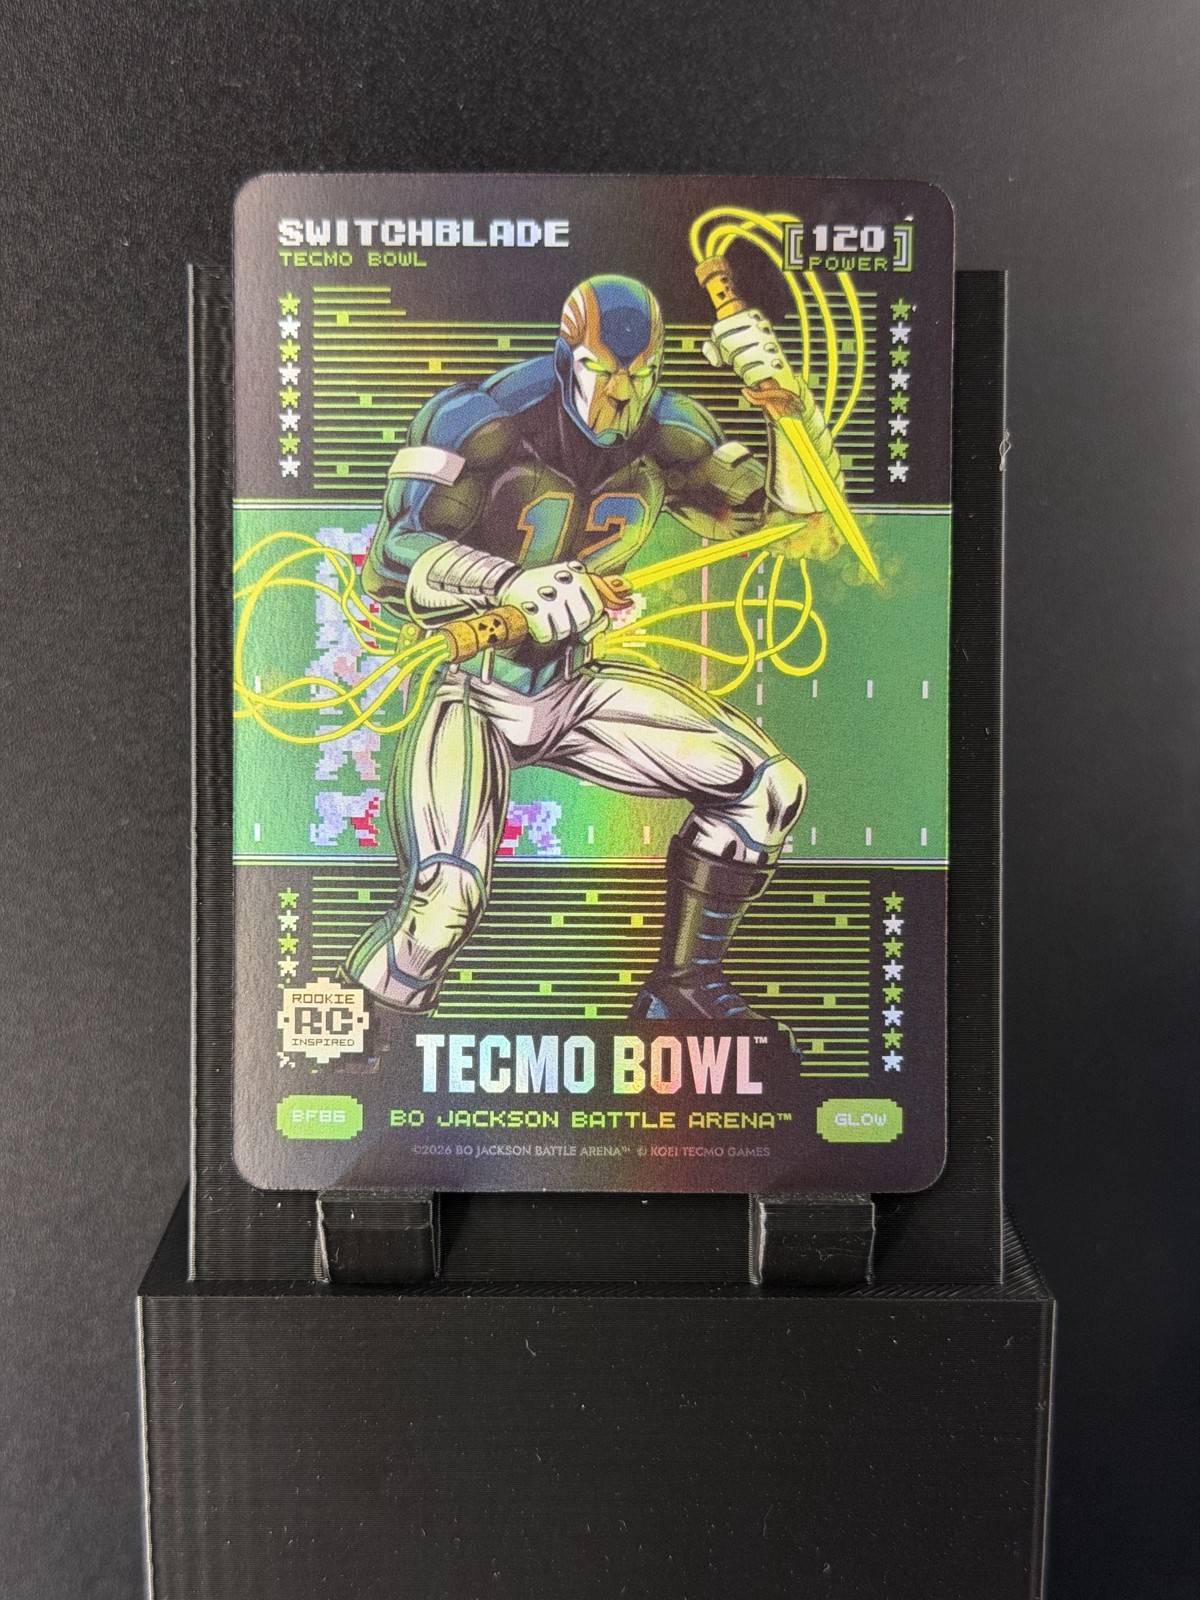 SWITCHBLADE
TECMO BOWL
120
POWER
12
ROOKIE
RC
INSPIRED
TECMO BOWL™
BF86
BO JACKSON BATTLE ARENA™
GLOW
©2026 BO JACKSON BATTLE ARENA™ © KOEI TECMO GAMES